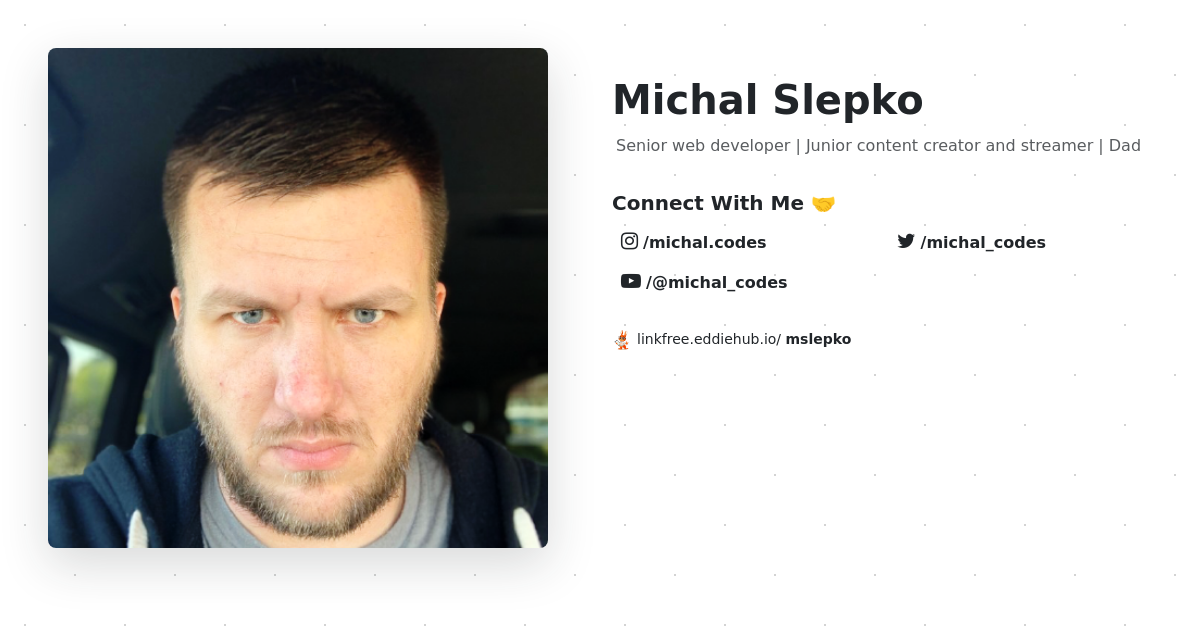 Michal Slepko
Senior web developer | Junior content creator and streamer | Dad
Connect With Me 🤝
/michal.codes
/michal_codes
/@michal_codes
linkfree.eddiehub.io/ mslepko